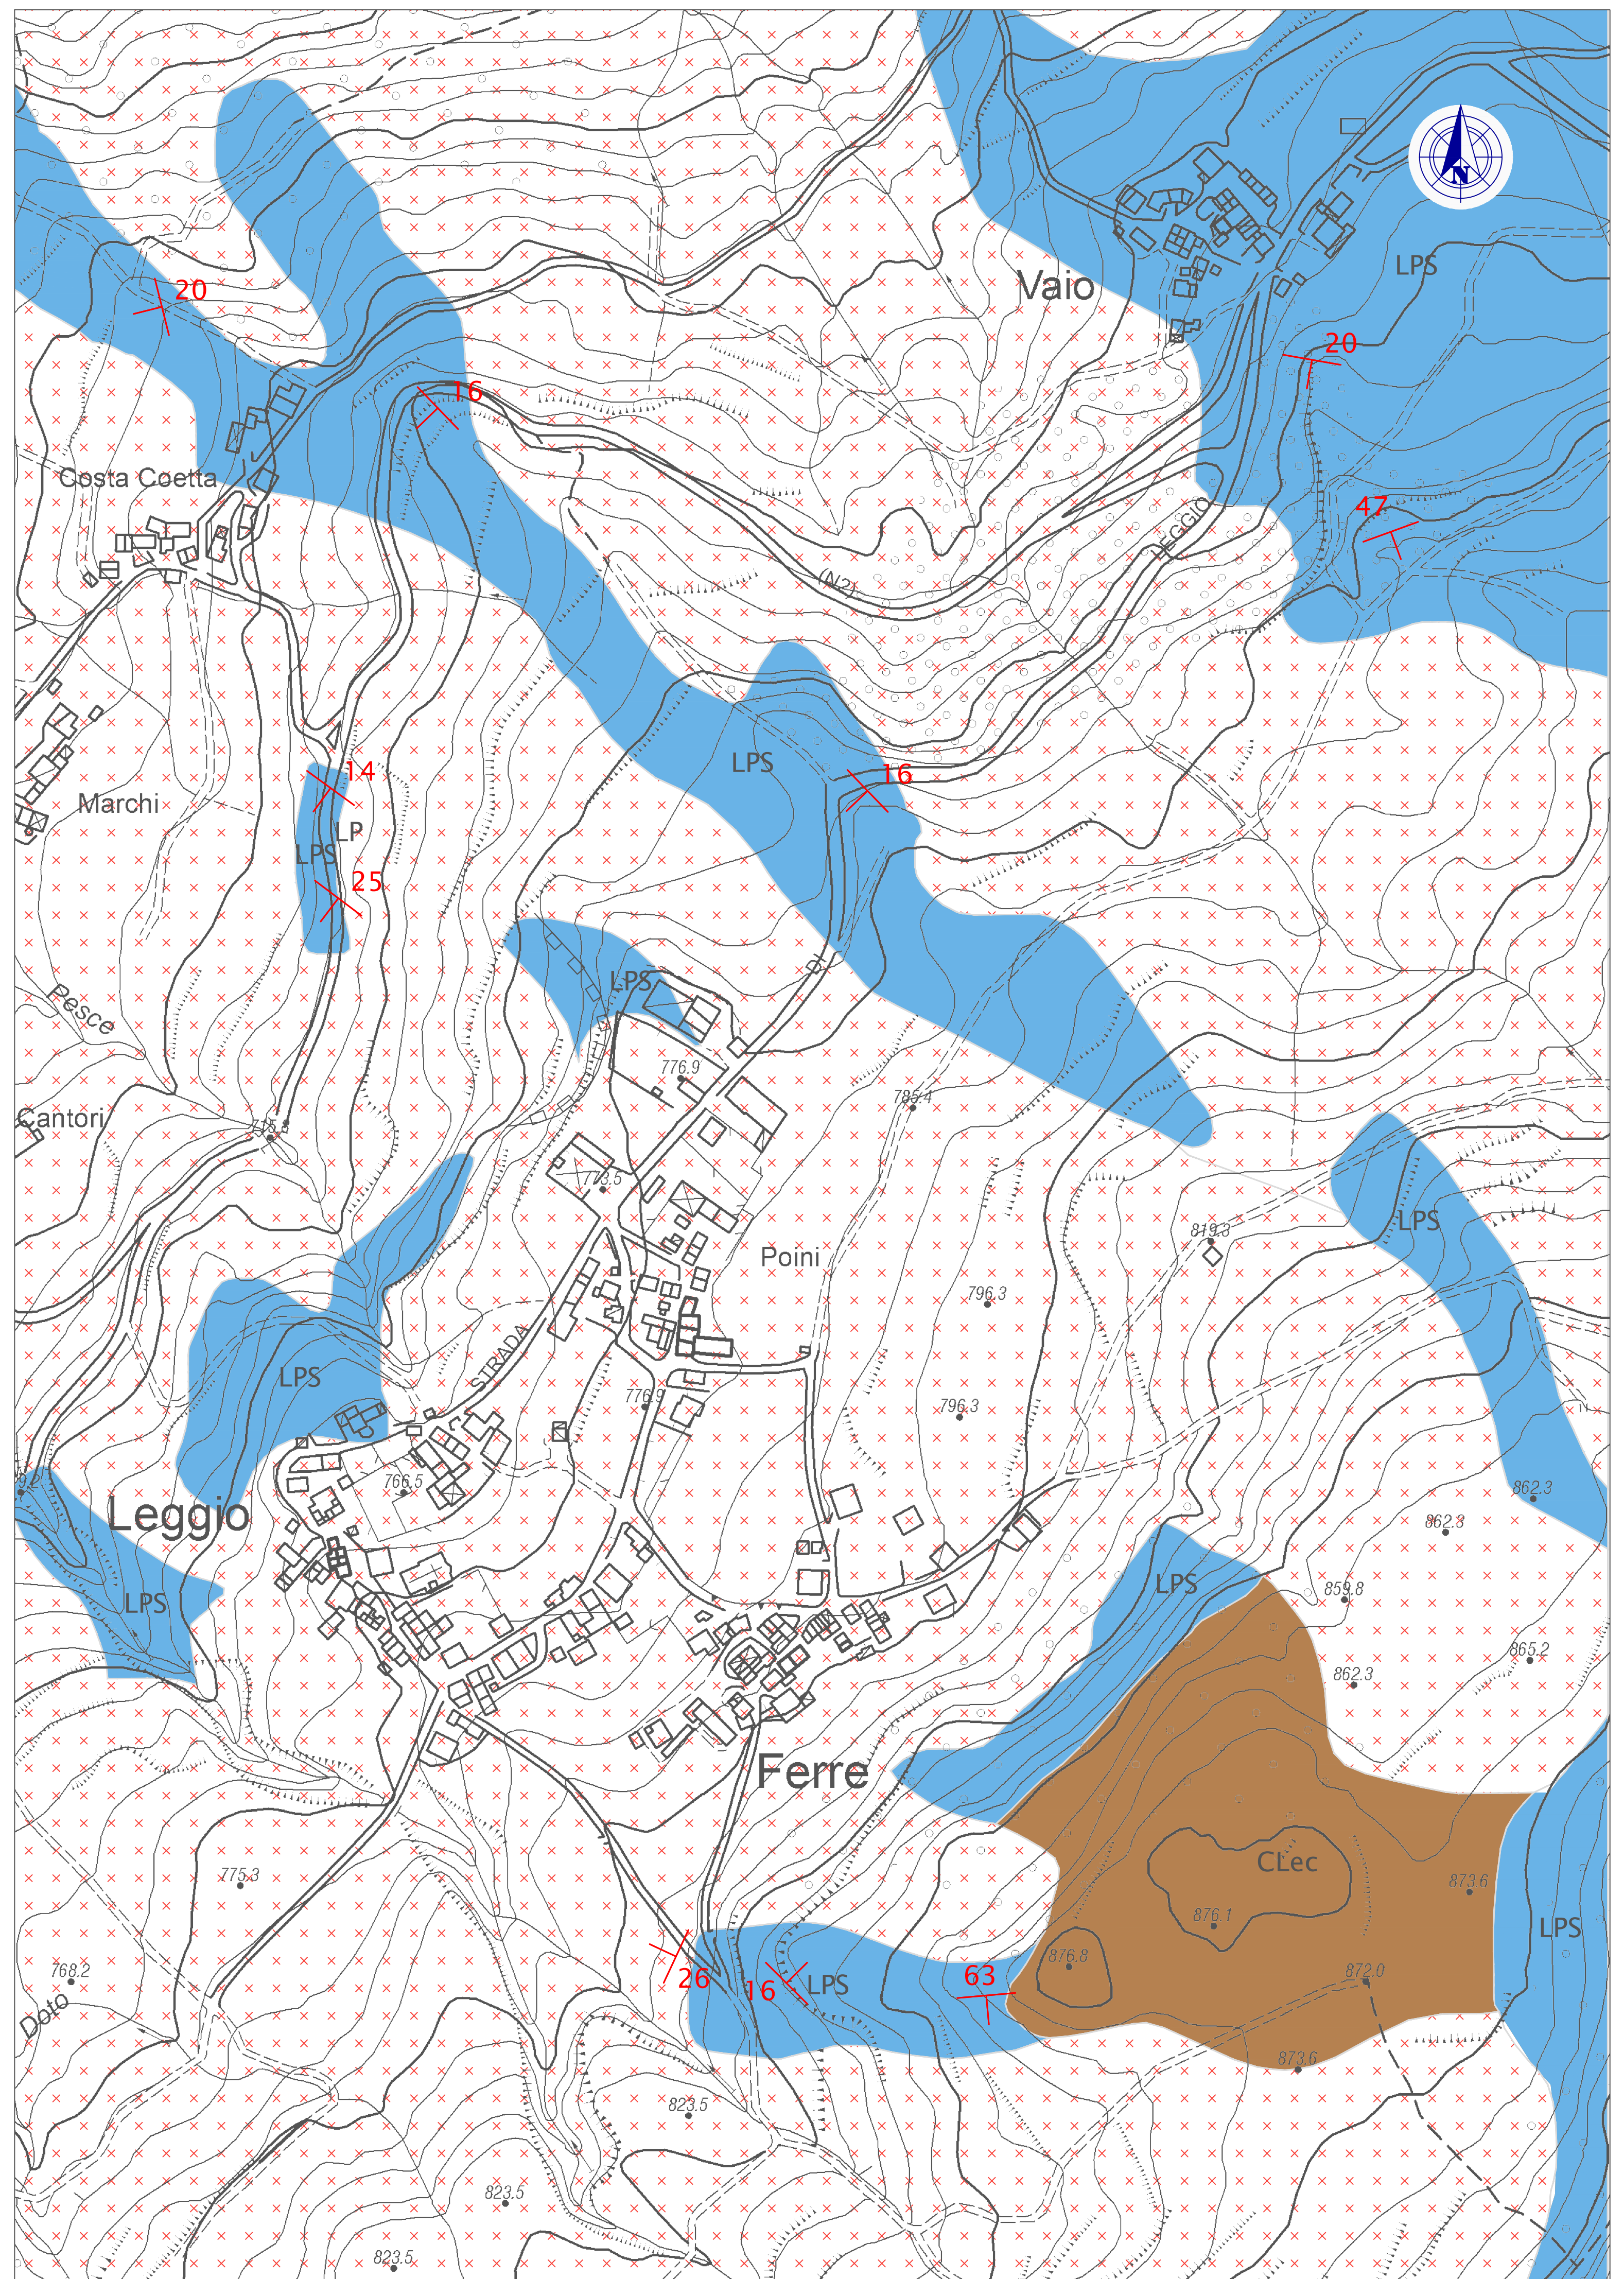 N
LPS
Vaio
20
20
16
Costa Coetta
47
LEGGIO
(N2)
LPS
14
16
Marchi
LP
LPS
25
LPS
Pesce
776.9
785.4
Cantori
773.5
LPS
819.3
Poini
796.3
STRADA
LPS
776.9
796.3
9.2
766.5
862.3
Leggio
862.3
LPS
859.8
LPS
865.2
862.3
Ferre
CLec
775.3
873.6
876.1
LPS
876.8
768.2
26
16
LPS
63
872.0
Doto
873.6
823.5
823.5
823.5